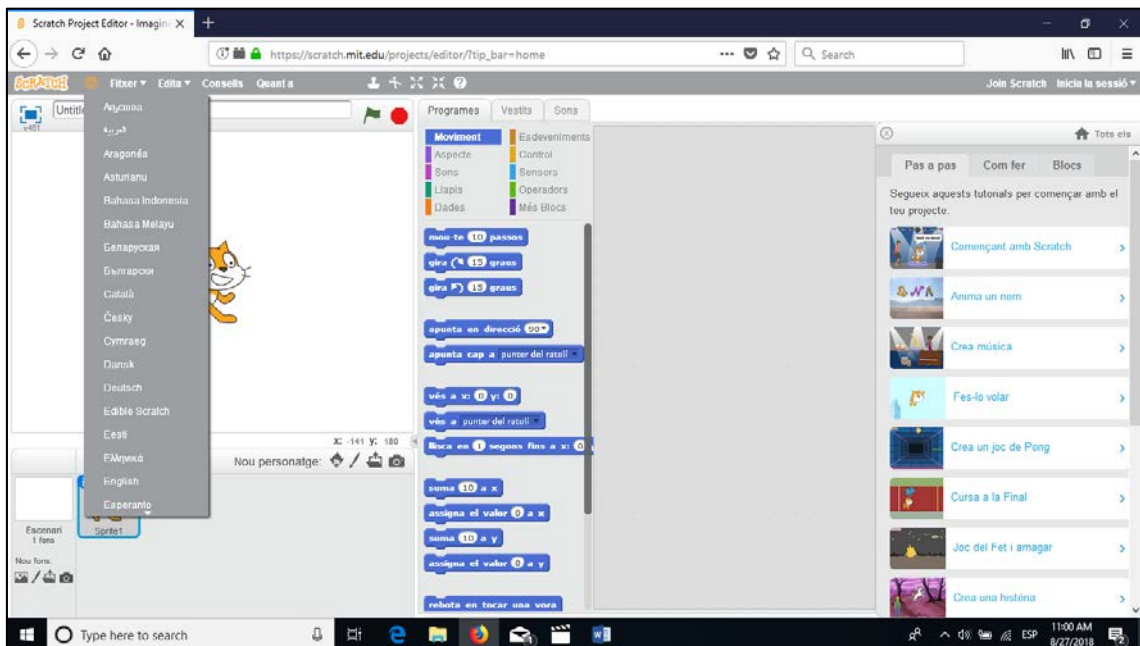 Scratch Project Editor - Imagin
https://scratch.mit.edu/projects/editor/?tip_bar=home
Search
SCRATCH
Fitxer
Edita
Consells
Quant a
Join Scratch
Inicia la sessió
Untitl
v461
العربية
Aragonés
Asturianu
Bahasa Indonesia
Bahasa Melayu
Беларуская
Български
Català
Česky
Cymraeg
Dansk
Deutsch
Edible Scratch
Eesti
Ελληνικά
English
Esperanto
X: -141 y: 180
Nou personatge:
Escenari
1 fons
Nou fons:
Sprite1
Programes
Vestits
Sons
Moviment
Esdeveniments
Aspecte
Control
Sons
Sensors
Llapis
Operadors
Dades
Més Blocs
mou-te 10 passos
gira 15 graus
gira 15 graus
apunta en direcció 90
apunta cap a punter del ratolí
vés a x: 0 y: 0
vés a punter del ratolí
llisca en 1 segons fins a x: 0
suma 10 a x
assigna el valor 0 a x
suma 10 a y
assigna el valor 0 a y
rebota en tocar una vora
Tots els
Pas a pas
Com fer
Blocs
Segueix aquests tutorials per començar amb el
teu projecte.
Començant amb Scratch
Anima un nom
Crea música
Fes-lo volar
Crea un joc de Pong
Cursa a la Final
Joc del Fet i amagar
Crea una història
Type here to search
ESP
11:00 AM
8/27/2018